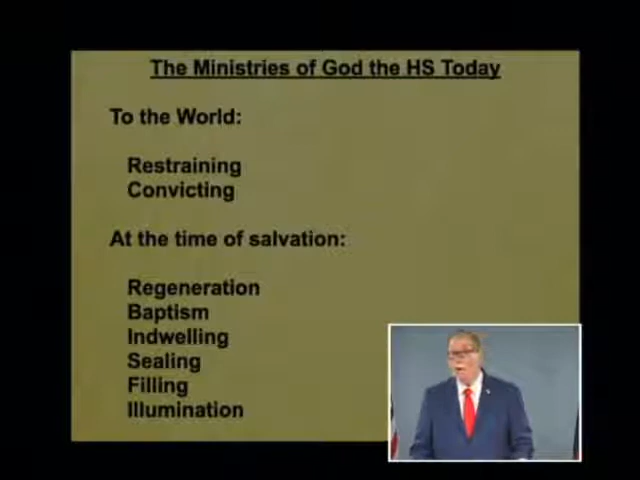 The Ministries of God the HS Today
To the World:
Restraining
Convicting
At the time of salvation:
Regeneration
Baptism
Indwelling
Sealing
Filling
Illumination